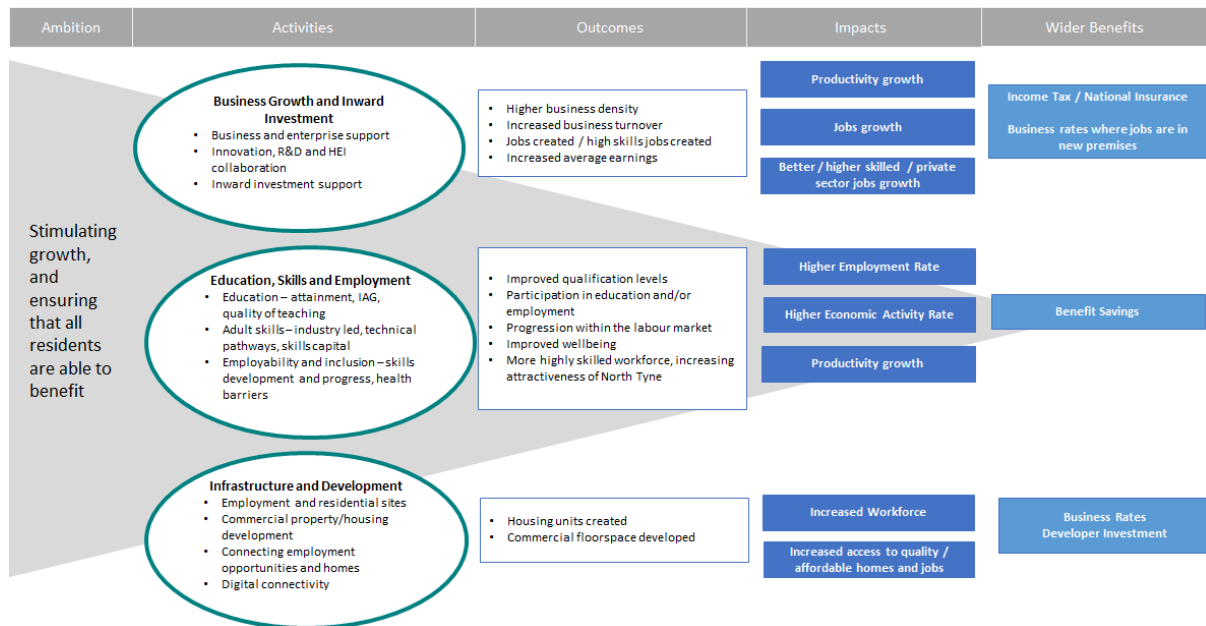 Ambition
Activities
Outcomes
Impacts
Wider Benefits
Stimulating
growth,
and
ensuring
that all
residents
are able to
benefit
Business Growth and Inward
Investment
• Business and enterprise support
• Innovation, R&D and HEI
collaboration
• Inward investment support
• Higher business density
• Increased business turnover
• Jobs created / high skills jobs created
• Increased average earnings
Productivity growth
Jobs growth
Better / higher skilled / private
sector jobs growth
Income Tax / National Insurance
Business rates where jobs are in
new premises
Education, Skills and Employment
• Education – attainment, IAG,
quality of teaching
• Adult skills – industry led, technical
pathways, skills capital
• Employability and inclusion – skills
development and progress, health
barriers
• Improved qualification levels
• Participation in education and/or
employment
• Progression within the labour market
• Improved wellbeing
• More highly skilled workforce, increasing
attractiveness of North Tyne
Higher Employment Rate
Higher Economic Activity Rate
Productivity growth
Benefit Savings
Infrastructure and Development
• Employment and residential sites
• Commercial property/housing
development
• Connecting employment
opportunities and homes
• Digital connectivity
• Housing units created
• Commercial floorspace developed
Increased Workforce
Increased access to quality /
affordable homes and jobs
Business Rates
Developer Investment